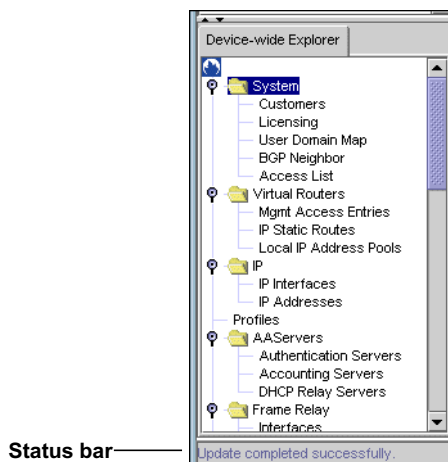 Device-wide Explorer
System
Customers
Licensing
User Domain Map
BGP Neighbor
Access List
Virtual Routers
Mgmt Access Entries
IP Static Routes
Local IP Address Pools
IP
IP Interfaces
IP Addresses
Profiles
AAServers
Authentication Servers
Accounting Servers
DHCP Relay Servers
Frame Relay
Interfaces
Status bar
Update completed successfully.